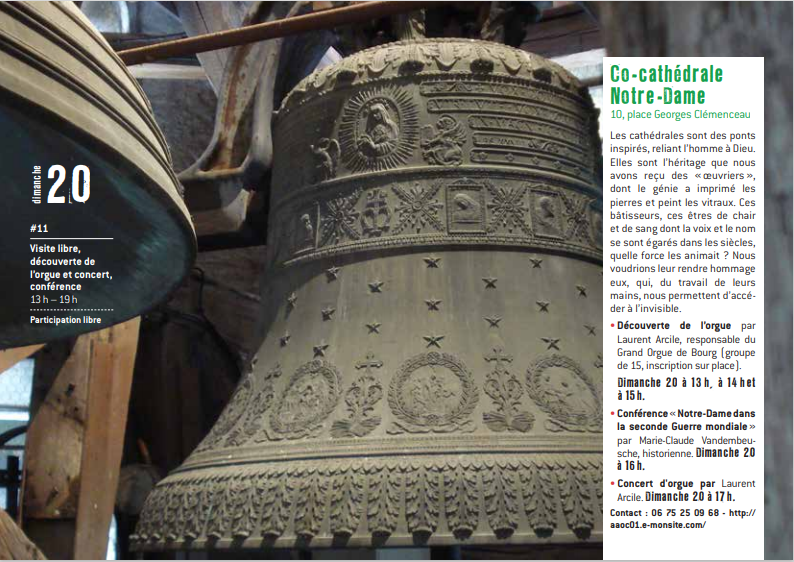 dimanche 20
#11
Visite libre,
découverte de
l'orgue et concert,
conférence
13 h – 19 h
Participation libre
Co-cathédrale
Notre-Dame
10, place Georges Clémenceau
Les cathédrales sont des ponts
inspirés, reliant l'homme à Dieu.
Elles sont l'héritage que nous
avons reçu des « œuvriers »,
dont le génie a imprimé les
pierres et peint les vitraux. Ces
bâtisseurs, ces êtres de chair
et de sang dont la voix et le nom
se sont égarés dans les siècles,
quelle force les animait ? Nous
voudrions leur rendre hommage
eux, qui, du travail de leurs
mains, nous permettent d'accé-
der à l'invisible.
• Découverte de l'orgue par
Laurent Arcile, responsable du
Grand Orgue de Bourg (groupe
de 15, inscription sur place).
Dimanche 20 à 13 h, à 14 h et
à 15 h.
• Conférence « Notre-Dame dans
la seconde Guerre mondiale »
par Marie-Claude Vandembeu-
sche, historienne. Dimanche 20
à 16 h.
• Concert d'orgue par Laurent
Arcile. Dimanche 20 à 17 h.
Contact : 06 75 25 09 68 - http://
aaoc01.e-monsite.com/